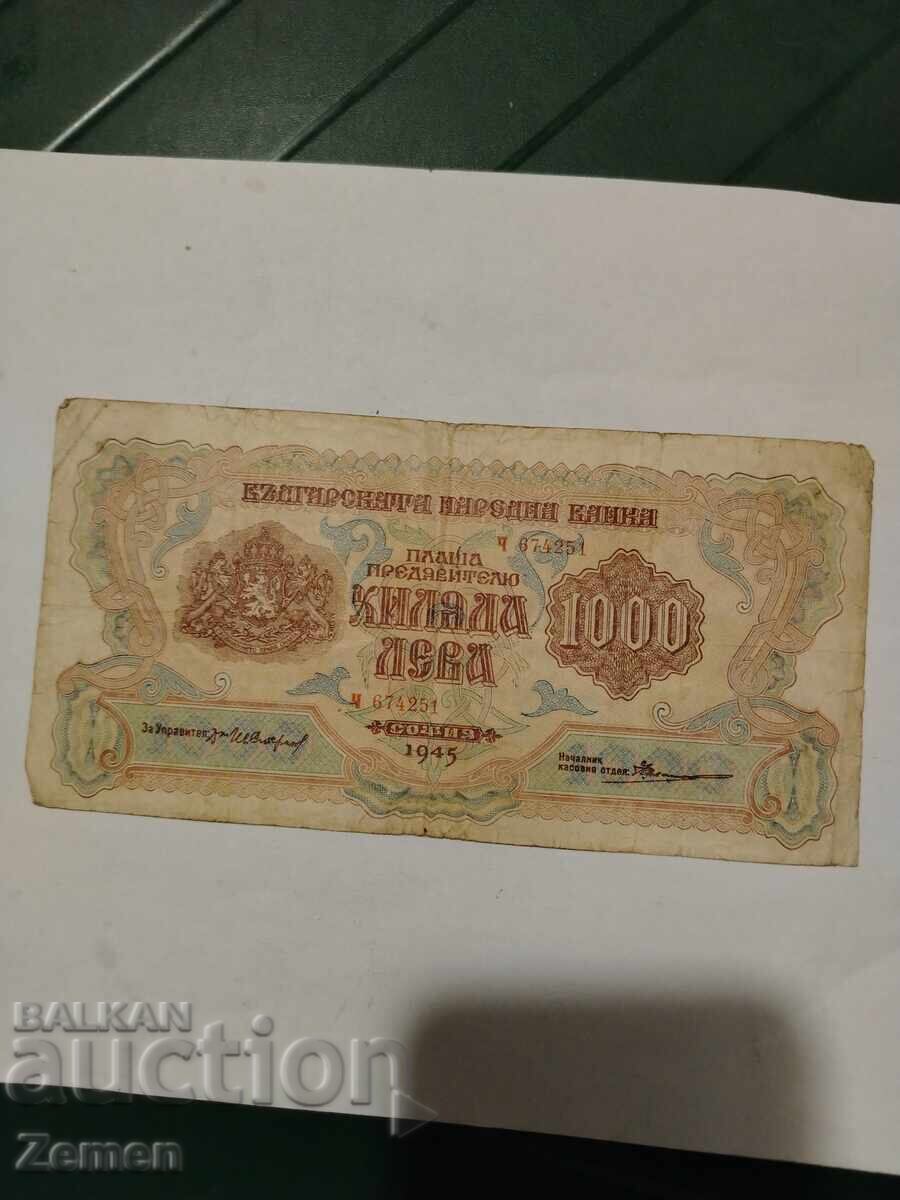 БЪЛГАРСКАТА НАРОДНА БАНКА
Ч 674251
ПЛАЩА
ПРЕДЯВИТЕЛЮ
ХИЛЯДА
ЛЕВА
1000
Ч 674251
СОФИЯ
1945
За Управител:
Началник
касовия отдел:
BALKAN
auction
Zemen